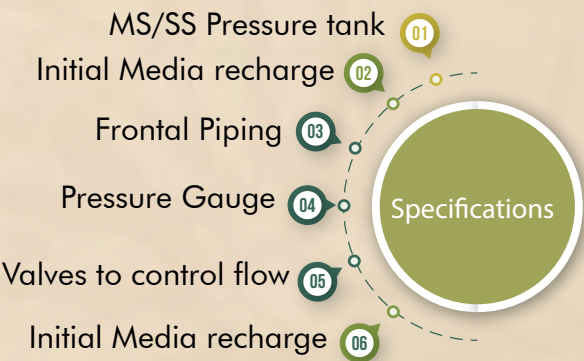 MS/SS Pressure tank 01
Initial Media recharge 02
Frontal Piping 03
Pressure Gauge 04
Specifications
Valves to control flow 05
Initial Media recharge 06